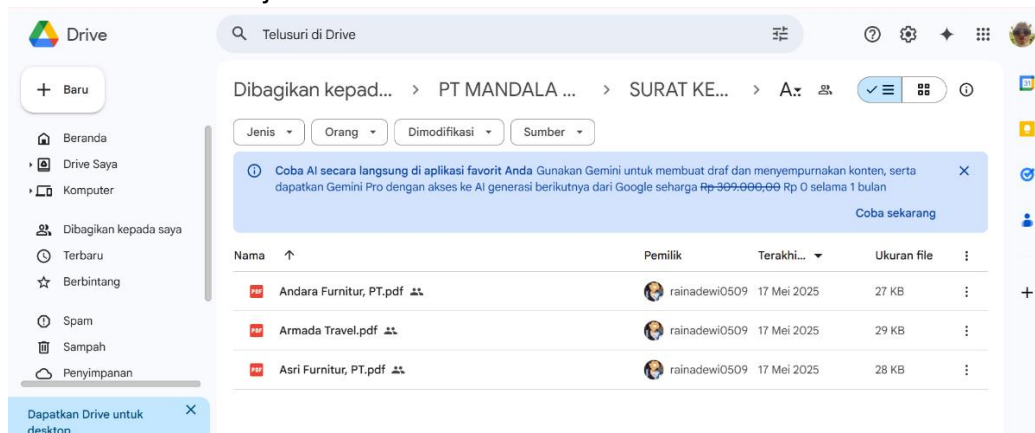 Drive
Telusuri di Drive
Baru
Dibagikan kepad... > PT MANDALA ... > SURAT KE... > A
Jenis Orang Dimodifikasi Sumber
Beranda
Drive Saya
Komputer
Dibagikan kepada saya
Terbaru
Berbintang
Spam
Sampah
Penyimpanan
Dapatkan Drive untuk
desktop
Coba AI secara langsung di aplikasi favorit Anda Gunakan Gemini untuk membuat draf dan menyempurnakan konten, serta
dapatkan Gemini Pro dengan akses ke AI generasi berikutnya dari Google seharga Rp 309.000,00 Rp 0 selama 1 bulan
Coba sekarang
Nama Pemilik Terakhi... Ukuran file
PDF Andara Furnitur, PT.pdf rainadewi0509 17 Mei 2025 27 KB
PDF Armada Travel.pdf rainadewi0509 17 Mei 2025 29 KB
PDF Asri Furnitur, PT.pdf rainadewi0509 17 Mei 2025 28 KB
31